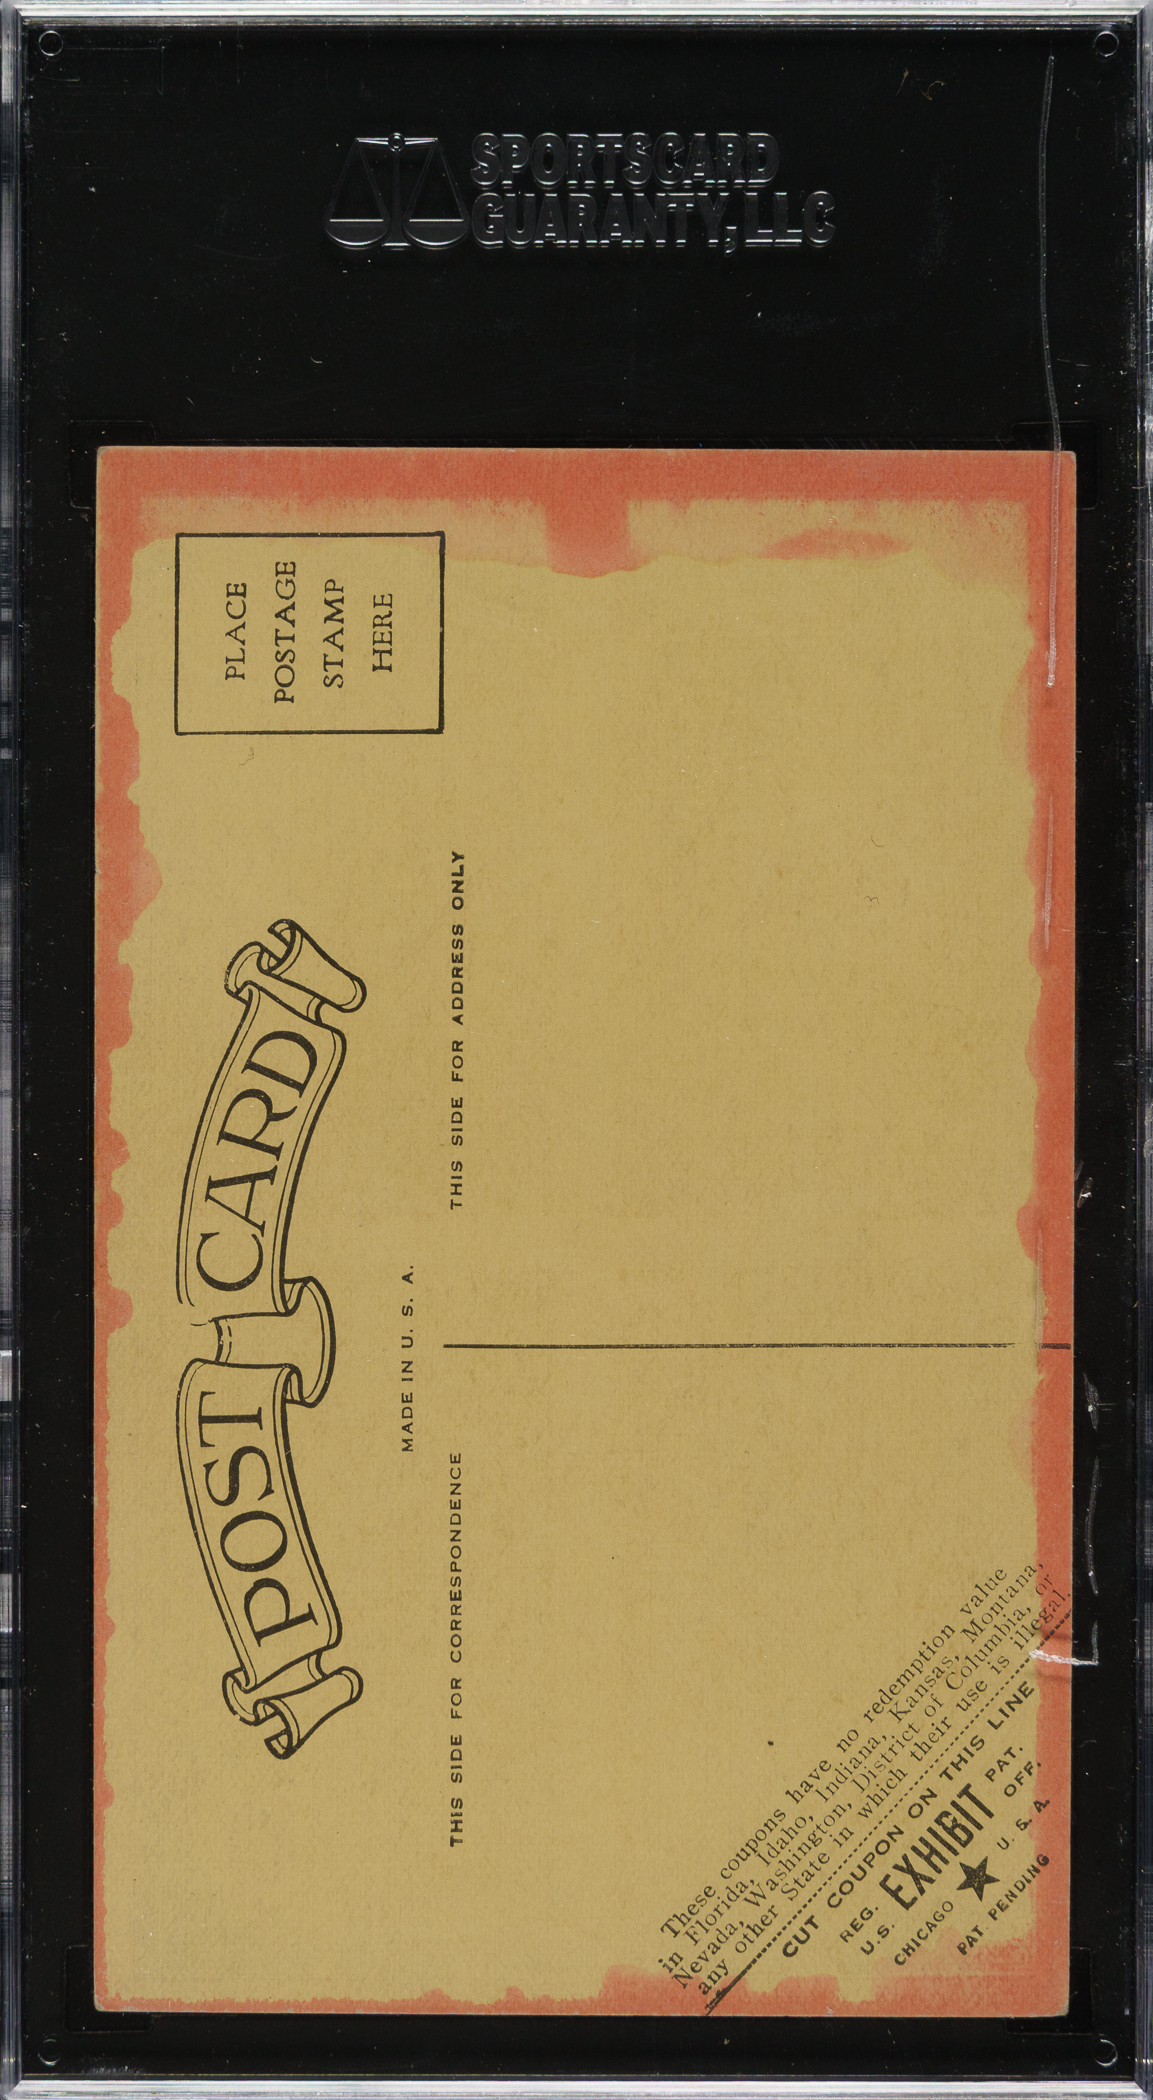 SPORTSCARD
GUARANTY, LLC
PLACE
POSTAGE
STAMP
HERE
POST CARD
MADE IN U. S. A.
THIS SIDE FOR CORRESPONDENCE
THIS SIDE FOR ADDRESS ONLY
These coupons have no redemption value
in Florida, Idaho, Indiana, Kansas, Montana,
Nevada, Washington, District of Columbia, or
any other State in which their use is illegal.
CUT COUPON ON THIS LINE
REG. EXHIBIT PAT.
U.S. OFF.
CHICAGO ★ U. S. A.
PAT. PENDING